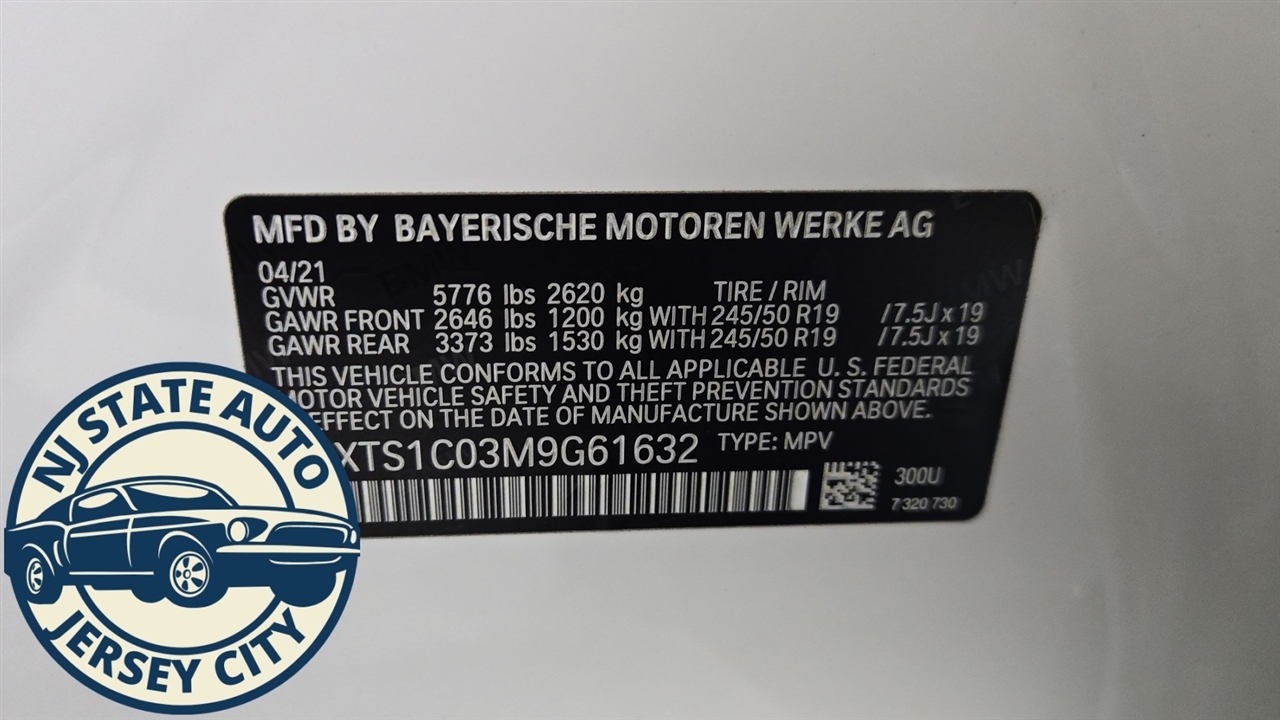 MFD BY BAYERISCHE MOTOREN WERKE AG
04/21
GVWR 5776 lbs 2620 kg TIRE / RIM
GAWR FRONT 2646 lbs 1200 kg WITH 245/50 R19 / 7.5J x 19
GAWR REAR 3373 lbs 1530 kg WITH 245/50 R19 / 7.5J x 19
THIS VEHICLE CONFORMS TO ALL APPLICABLE U. S. FEDERAL
MOTOR VEHICLE SAFETY AND THEFT PREVENTION STANDARDS
EFFECT ON THE DATE OF MANUFACTURE SHOWN ABOVE.
XTS1C03M9G61632 TYPE: MPV
300U
7 320 730
NJ STATE AUTO
JERSEY CITY